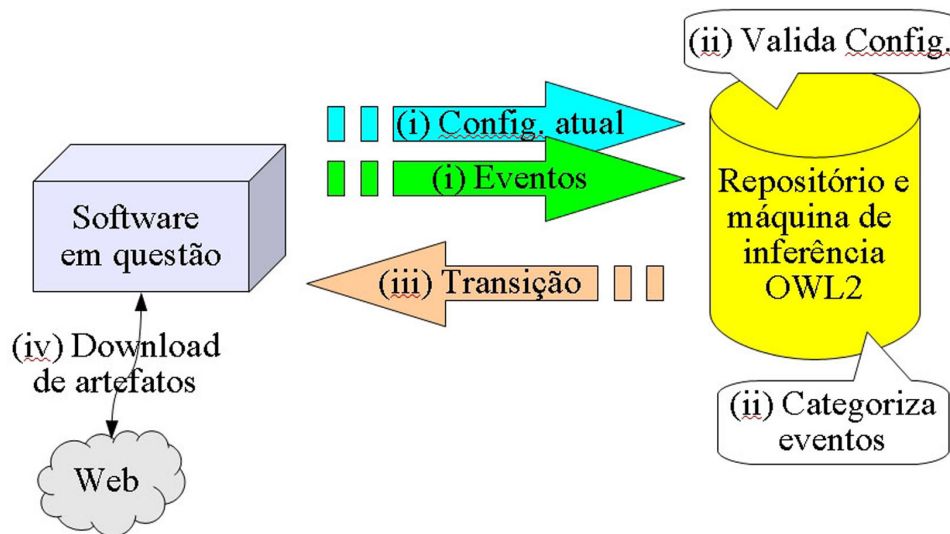 (ii) Valida Config.
(i) Config. atual
(i) Eventos
Software
em questão
Repositório e
máquina de
inferência
OWL2
(iii) Transição
(iv) Download
de artefatos
(ii) Categoriza
eventos
Web